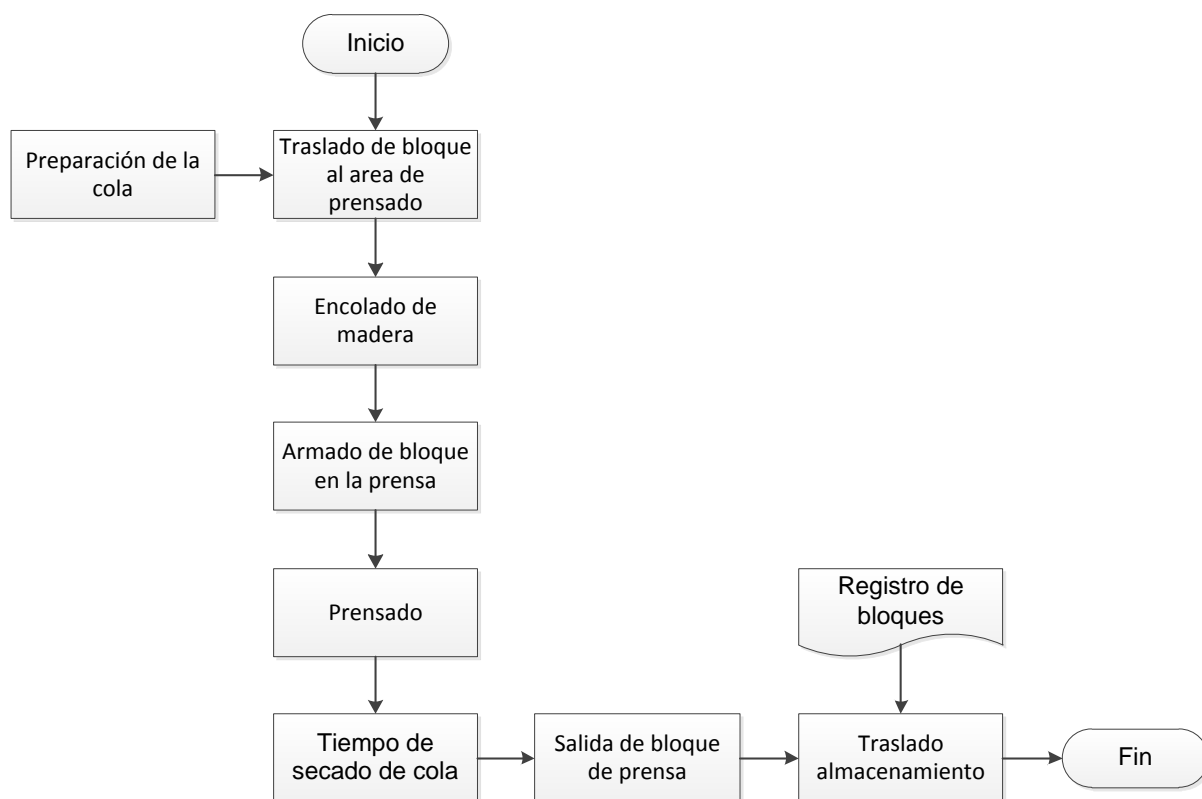 Inicio
Preparación de la
cola
Traslado de bloque
al area de
prensado
Encolado de
madera
Armado de bloque
en la prensa
Prensado
Registro de
bloques
Tiempo de
secado de cola
Salida de bloque
de prensa
Traslado
almacenamiento
Fin